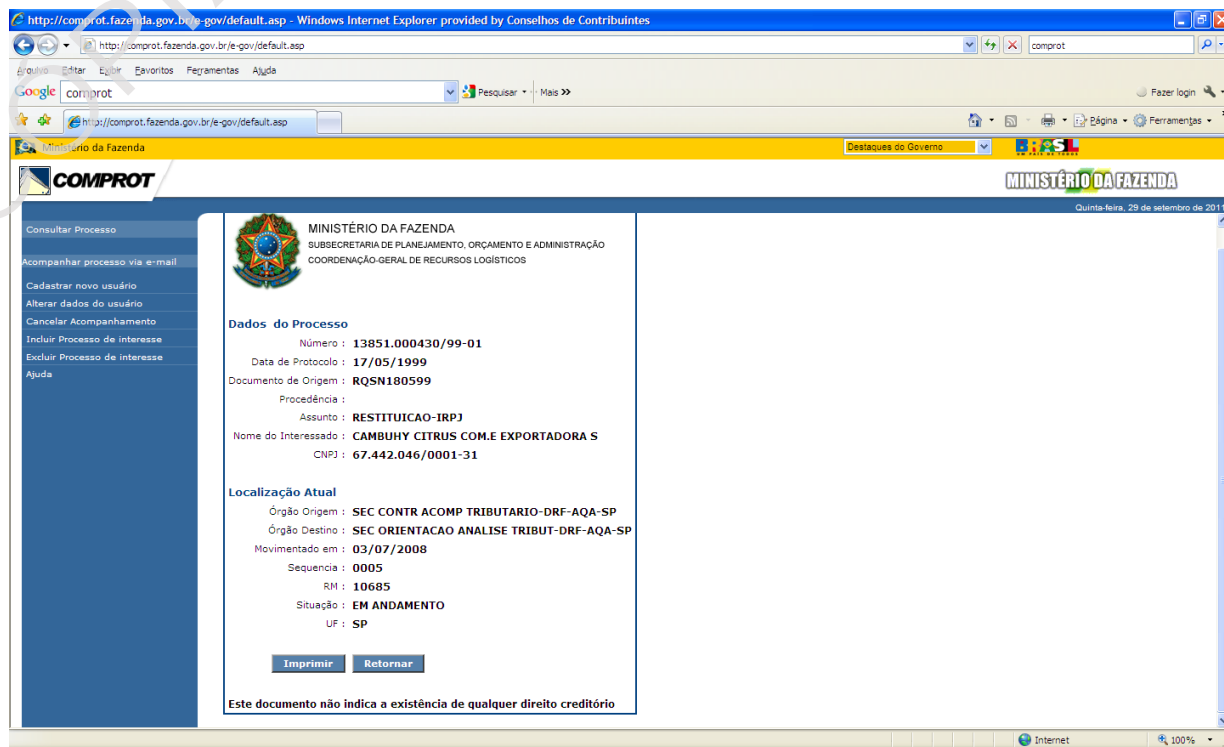 http://comprot.fazenda.gov.br/e-gov/default.asp - Windows Internet Explorer provided by Conselhos de Contribuintes
http://comprot.fazenda.gov.br/e-gov/default.asp
comprot
Arquivo Editar Exibir Favoritos Ferramentas Ajuda
Google comprot Pesquisar Mais >> Fazer login
http://comprot.fazenda.gov.br/e-gov/default.asp Página Ferramentas
Ministério da Fazenda Destaques do Governo BRASIL
UM PAÍS DE TODOS
COMPROT MINISTÉRIO DA FAZENDA
Quinta-feira, 29 de setembro de 2011
Consultar Processo
Acompanhar processo via e-mail
Cadastrar novo usuário
Alterar dados do usuário
Cancelar Acompanhamento
Incluir Processo de interesse
Excluir Processo de interesse
Ajuda
MINISTÉRIO DA FAZENDA
SUBSECRETARIA DE PLANEJAMENTO, ORÇAMENTO E ADMINISTRAÇÃO
COORDENAÇÃO-GERAL DE RECURSOS LOGÍSTICOS
Dados do Processo
Número : 13851.000430/99-01
Data de Protocolo : 17/05/1999
Documento de Origem : RQSN180599
Procedência :
Assunto : RESTITUICAO-IRPJ
Nome do Interessado : CAMBUHY CITRUS COM.E EXPORTADORA S
CNPJ : 67.442.046/0001-31
Localização Atual
Órgão Origem : SEC CONTR ACOMP TRIBUTARIO-DRF-AQA-SP
Órgão Destino : SEC ORIENTACAO ANALISE TRIBUT-DRF-AQA-SP
Movimentado em : 03/07/2008
Sequencia : 0005
RM : 10685
Situação : EM ANDAMENTO
UF : SP
Imprimir Retornar
Este documento não indica a existência de qualquer direito creditório
Internet 100%